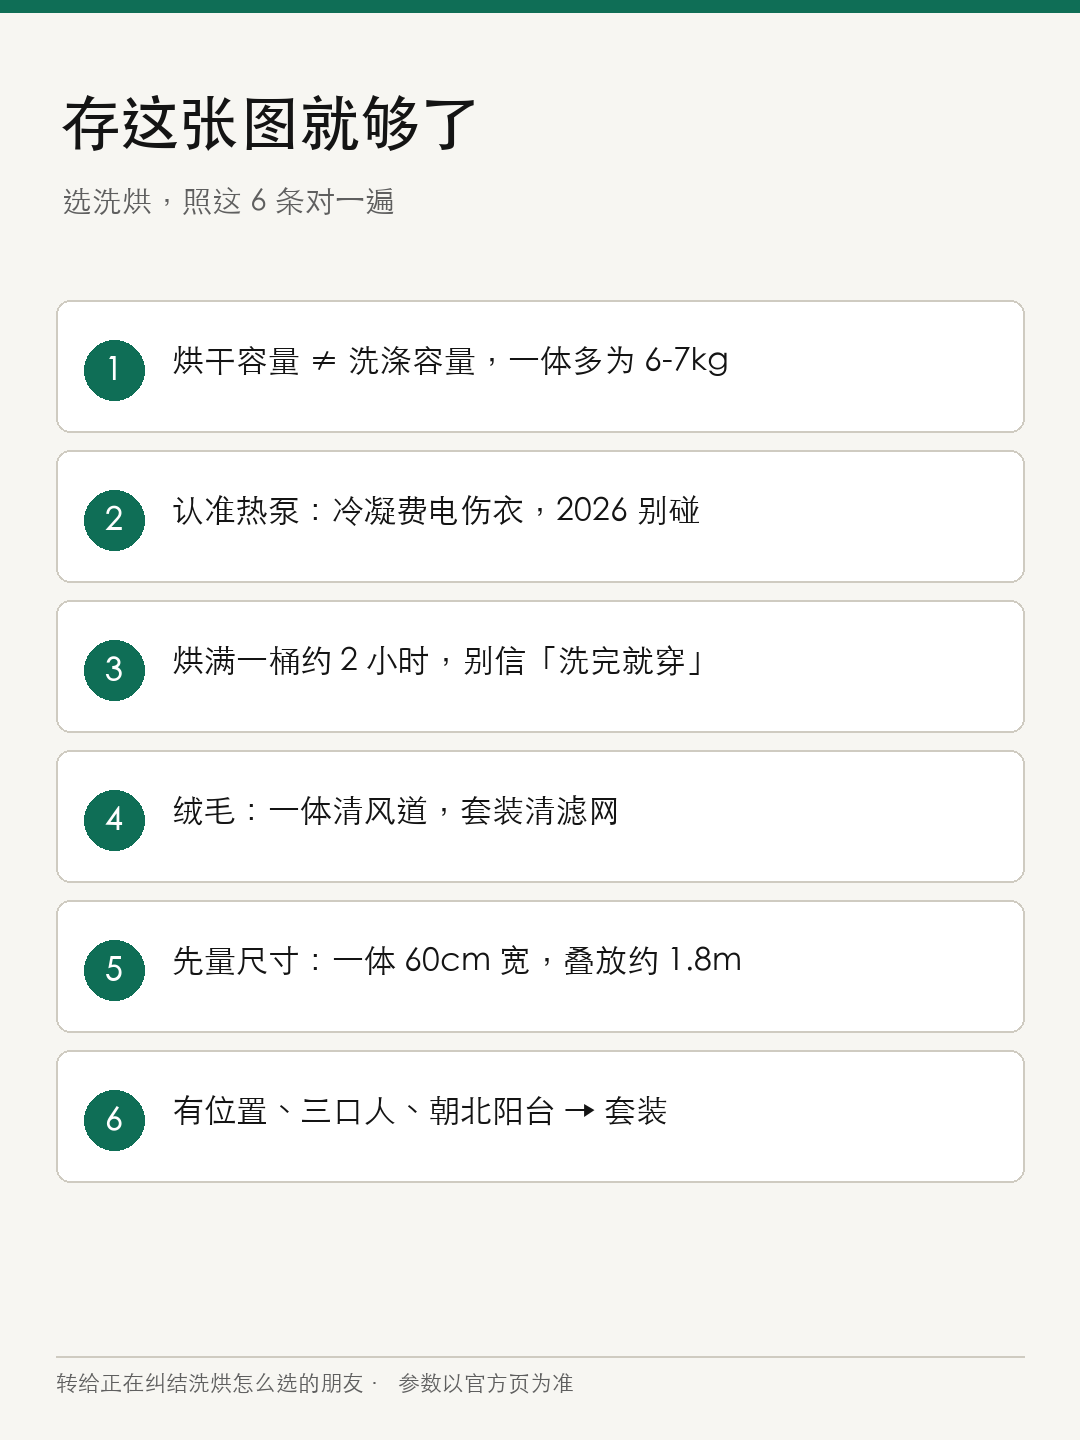 存这张图就够了
选洗烘，照这 6 条对一遍
1 烘干容量 ≠ 洗涤容量，一体多为 6-7kg
2 认准热泵：冷凝费电伤衣，2026 别碰
3 烘满一桶约 2 小时，别信「洗完就穿」
4 绒毛：一体清风道，套装清滤网
5 先量尺寸：一体 60cm 宽，叠放约 1.8m
6 有位置、三口人、朝北阳台 → 套装
转给正在纠结洗烘怎么选的朋友 · 参数以官方页为准